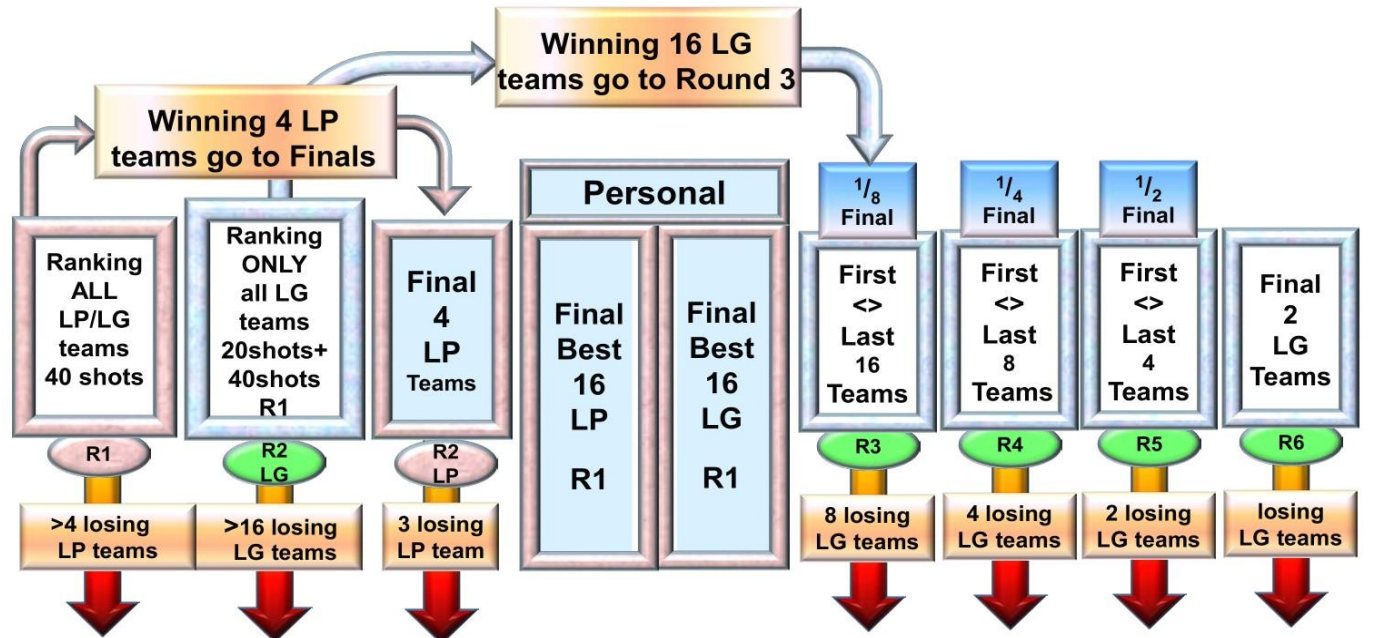 Winning 16 LG
teams go to Round 3
Winning 4 LP
teams go to Finals
Ranking
ALL
LP/LG
teams
40 shots
R1
>4 losing
LP teams
Ranking
ONLY
all LG
teams
20shots+
40shots
R1
R2
LG
>16 losing
LG teams
Final
4
LP
Teams
R2
LP
3 losing
LP team
Personal
Final
Best
16
LP
R1
Final
Best
16
LG
R1
1/8
Final
First
<>
Last
16
Teams
R3
8 losing
LG teams
1/4
Final
First
<>
Last
8
Teams
R4
4 losing
LG teams
1/2
Final
First
<>
Last
4
Teams
R5
2 losing
LG teams
Final
2
LG
Teams
R6
losing
LG teams